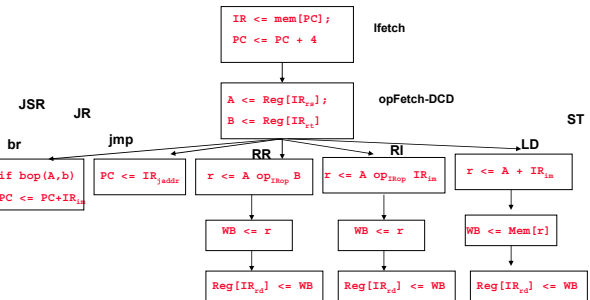 IR <= mem[PC];
PC <= PC + 4
Ifetch
A <= Reg[IRrs];
B <= Reg[IRrt]
opFetch-DCD
JSR
JR
ST
br
jmp
RR
RI
LD
if bop(A,b)
PC <= PC+IRim
PC <= IRjaddr
r <= A opIRop B
r <= A opIRop IRim
r <= A + IRim
WB <= r
WB <= r
WB <= Mem[r]
Reg[IRrd] <= WB
Reg[IRrd] <= WB
Reg[IRrd] <= WB